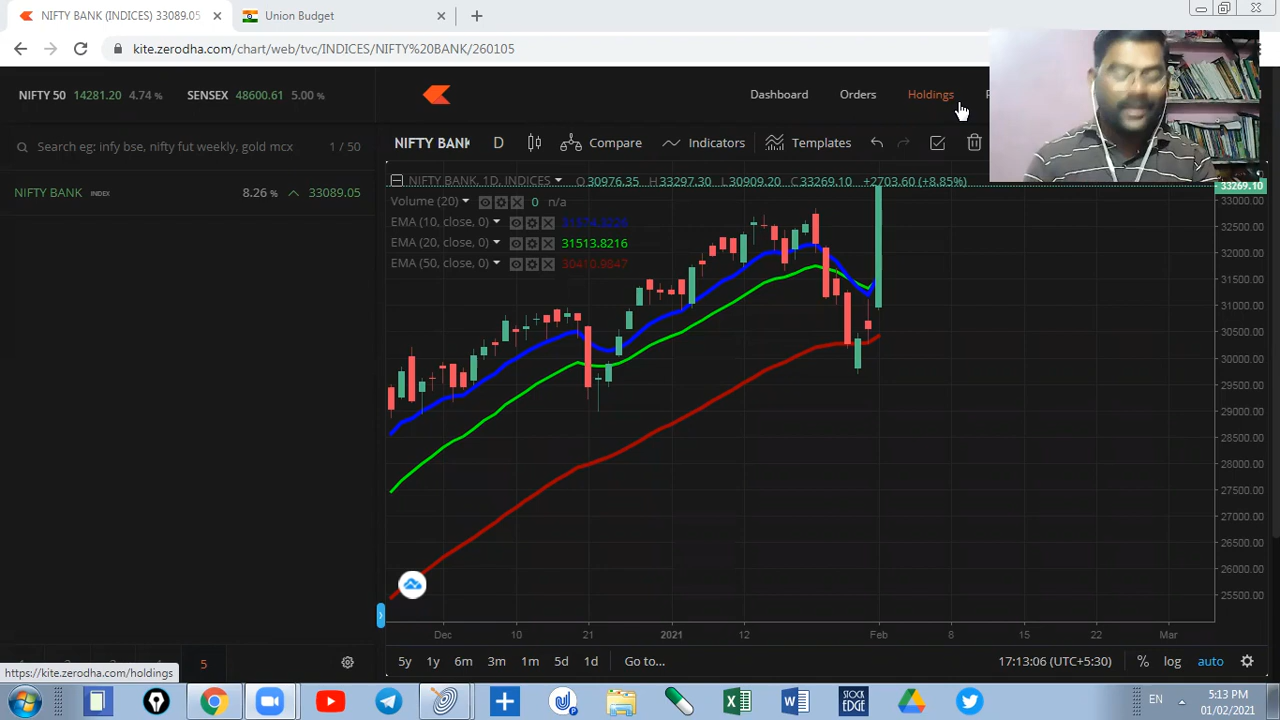 NIFTY BANK (INDICES) 33089.05
Union Budget
kite.zerodha.com/chart/web/tvc/INDICES/NIFTY%20BANK/260105
NIFTY 50 14281.20 4.74 %
SENSEX 48600.61 5.00 %
Dashboard
Orders
Holdings
Search eg: infy bse, nifty fut weekly, gold mcx
1 / 50
NIFTY BANK INDEX 8.26 % 33089.05
NIFTY BANK
D
Compare
Indicators
Templates
NIFTY BANK, 1D, INDICES
O 30976.35 H 33297.30 L 30909.20 C 33269.10 +2703.60 (+8.85%)
Volume (20) 0 n/a
EMA (10, close, 0)
EMA (20, close, 0) 31513.8216
EMA (50, close, 0) 30410.9847
33269.10
33000.00
32500.00
32000.00
31500.00
31000.00
30500.00
30000.00
29500.00
29000.00
28500.00
28000.00
27500.00
27000.00
26500.00
26000.00
25500.00
Dec
10
21
2021
12
Feb
8
15
22
Mar
5
5y 1y 6m 3m 1m 5d 1d Go to...
17:13:06 (UTC+5:30) % log auto
https://kite.zerodha.com/holdings
STOCK EDGE
EN
5:13 PM
01/02/2021